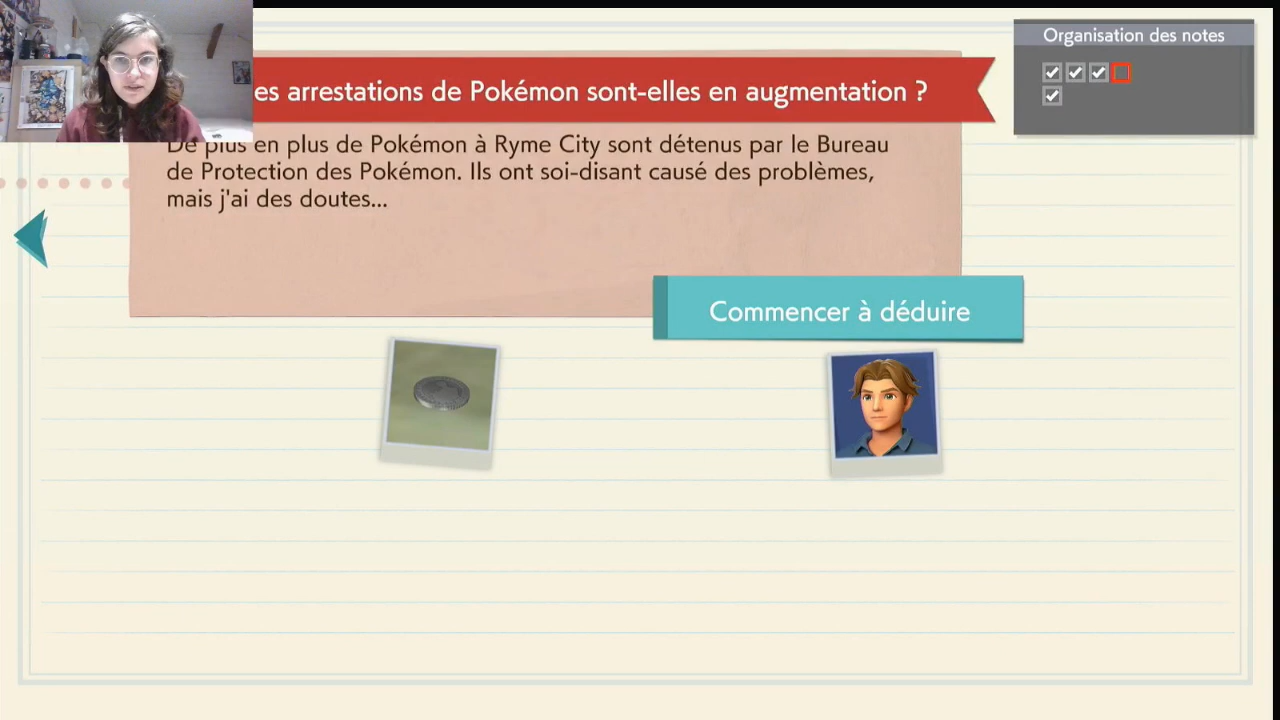 Organisation des notes
es arrestations de Pokémon sont-elles en augmentation ?
De plus en plus de Pokémon à Ryme City sont détenus par le Bureau
de Protection des Pokémon. Ils ont soi-disant causé des problèmes,
mais j'ai des doutes...
Commencer à déduire